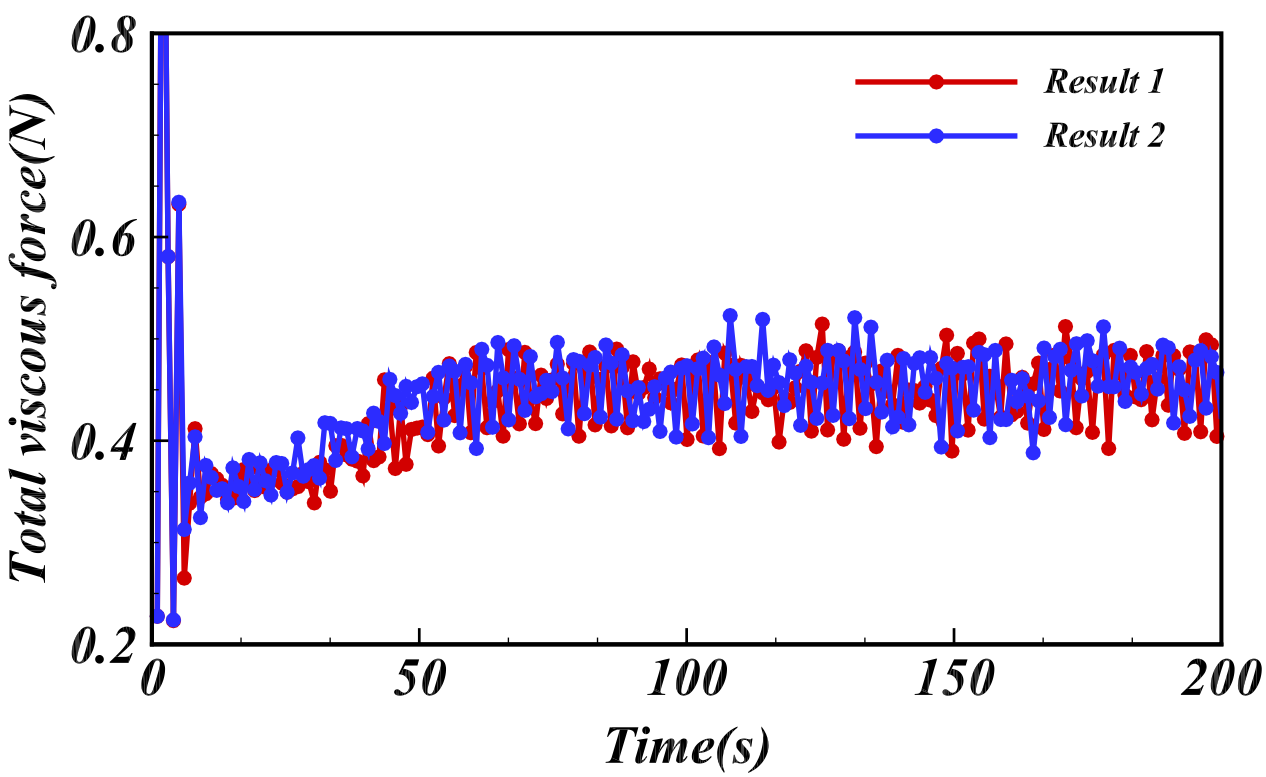 0.8
0.6
0.4
0.2
0 50 100 150 200
Total viscous force(N)
Time(s)
Result 1
Result 2